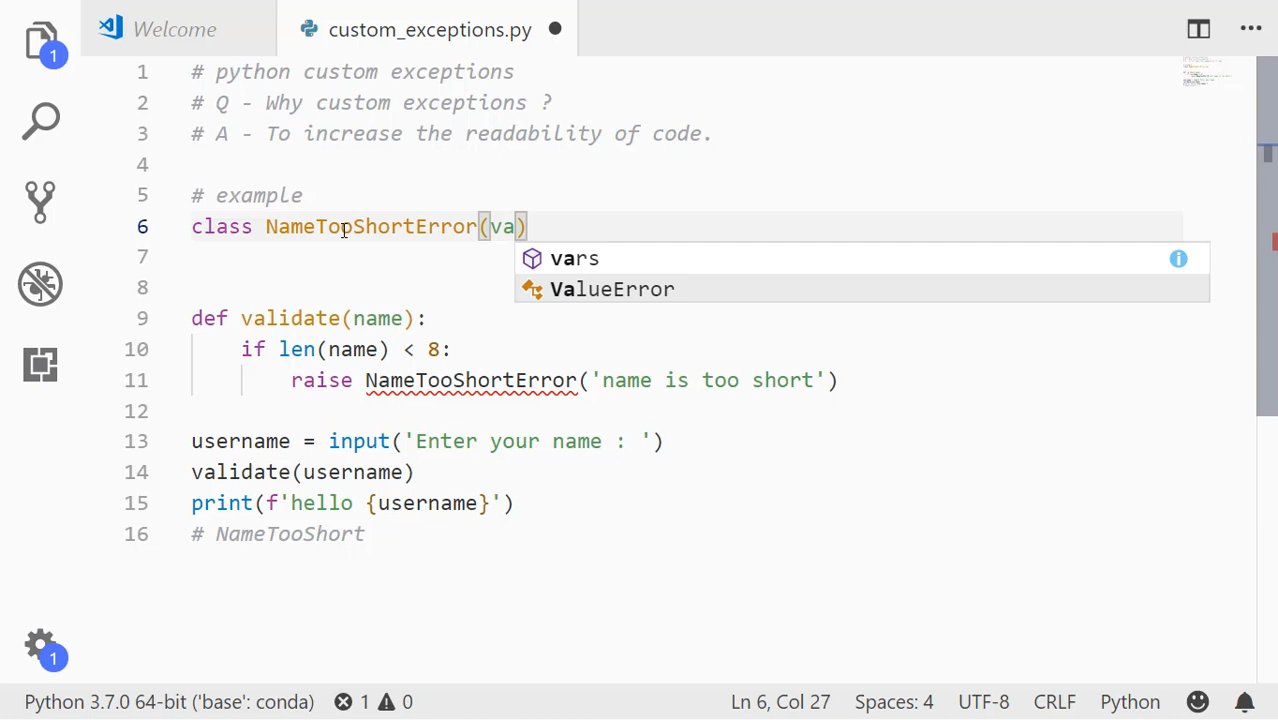 Welcome
custom_exceptions.py
1 # python custom exceptions
2 # Q - Why custom exceptions ?
3 # A - To increase the readability of code.
4
5 # example
6 class NameTooShortError(va)
7
vars
8
ValueError
9 def validate(name):
10 if len(name) < 8:
11 raise NameTooShortError('name is too short')
12
13 username = input('Enter your name : ')
14 validate(username)
15 print(f'hello {username}')
16 # NameTooShort
1
1
Python 3.7.0 64-bit ('base': conda) 1 0 Ln 6, Col 27 Spaces: 4 UTF-8 CRLF Python